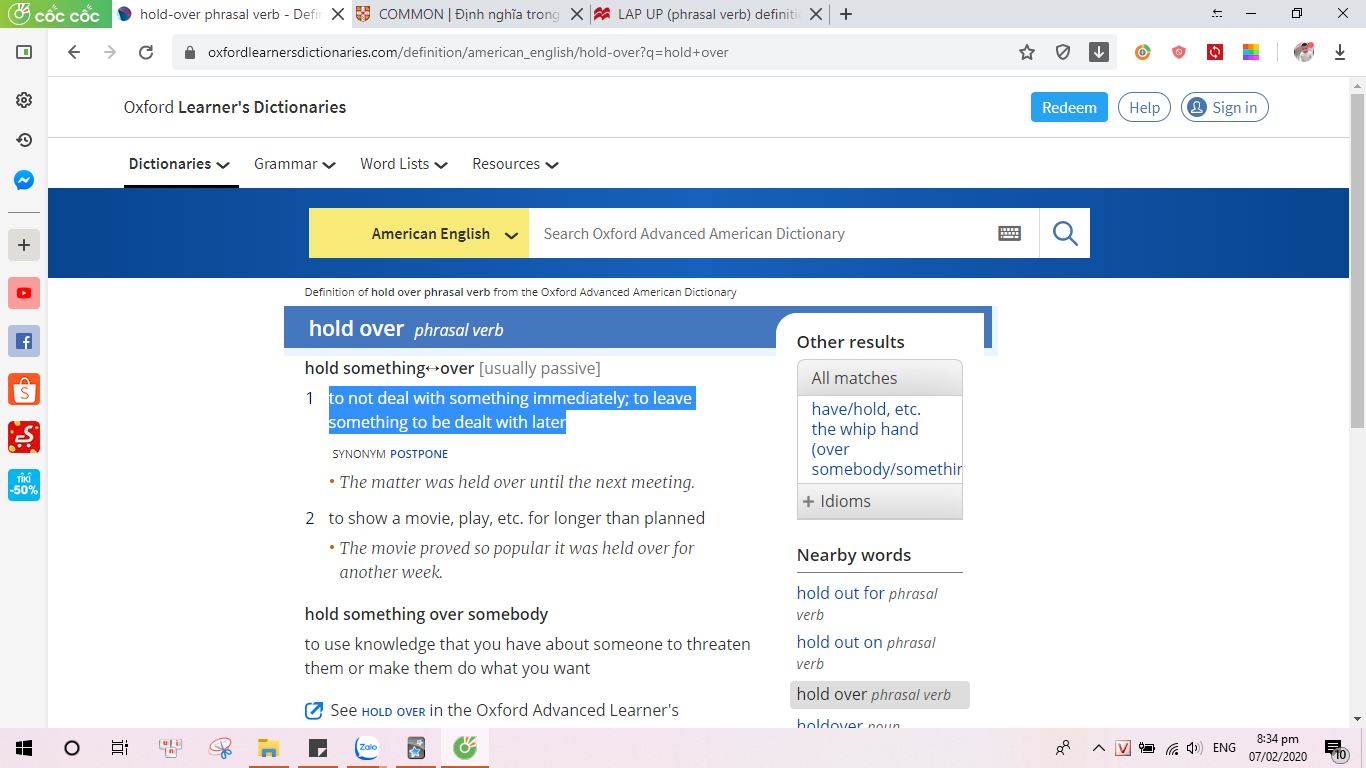 cốc cốc
hold-over phrasal verb - Defin
COMMON | Định nghĩa trong
LAP UP (phrasal verb) definitio
oxfordlearnersdictionaries.com/definition/american_english/hold-over?q=hold+over
Oxford Learner's Dictionaries
Redeem
Help
Sign in
Dictionaries
Grammar
Word Lists
Resources
American English
Search Oxford Advanced American Dictionary
Definition of hold over phrasal verb from the Oxford Advanced American Dictionary
hold over phrasal verb
hold something↔over [usually passive]
1 to not deal with something immediately; to leave
something to be dealt with later
SYNONYM POSTPONE
• The matter was held over until the next meeting.
2 to show a movie, play, etc. for longer than planned
• The movie proved so popular it was held over for
another week.
hold something over somebody
to use knowledge that you have about someone to threaten
them or make them do what you want
See HOLD OVER in the Oxford Advanced Learner's
Other results
All matches
have/hold, etc.
the whip hand
(over
somebody/somethin
+ Idioms
Nearby words
hold out for phrasal
verb
hold out on phrasal
verb
hold over phrasal verb
holdover noun
TIKI
-50%
Zalo
V
ENG
8:34 pm
07/02/2020
10